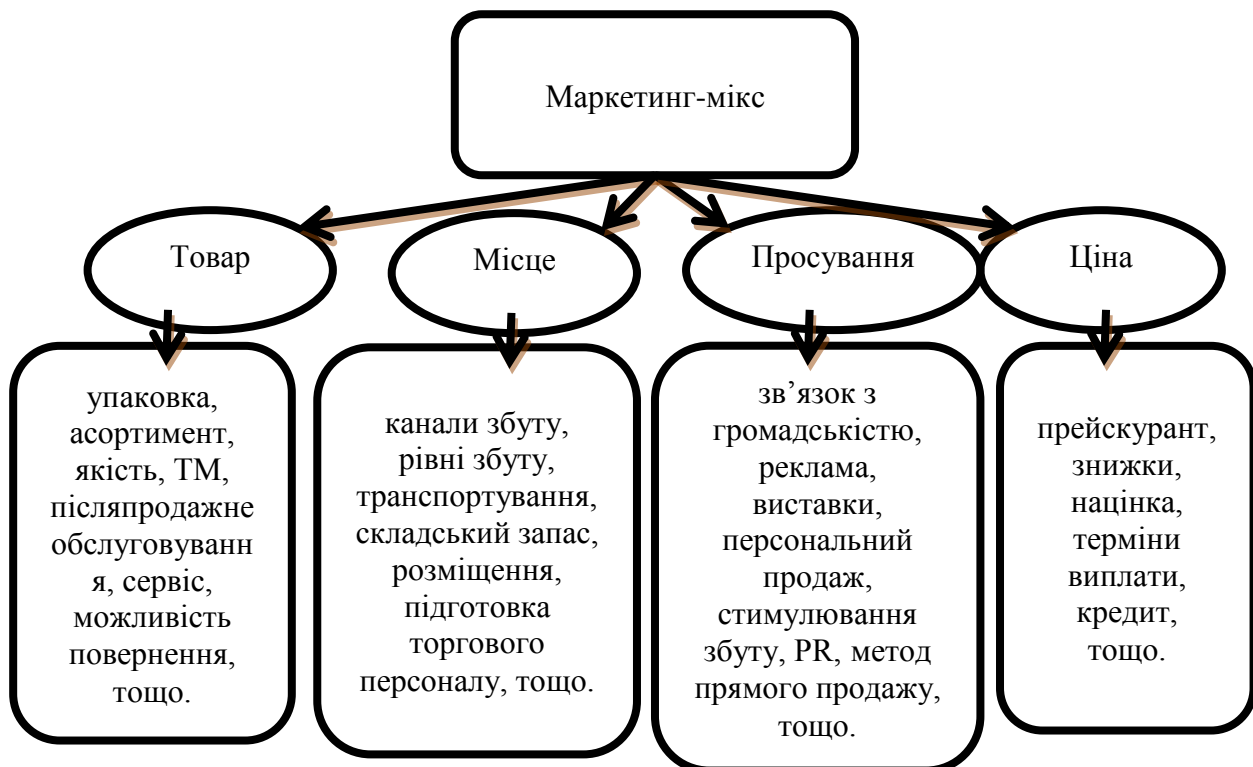 Маркетинг-мікс
Товар
Місце
Просування
Ціна
упаковка,
асортимент,
якість, ТМ,
післяпродажне
обслуговуванн
я, сервіс,
можливість
повернення,
тощо.
канали збуту,
рівні збуту,
транспортування,
складський запас,
розміщення,
підготовка
торгового
персоналу, тощо.
зв’язок з
громадськістю,
реклама,
виставки,
персональний
продаж,
стимулювання
збуту, PR, метод
прямого продажу,
тощо.
прейскурант,
знижки,
націнка,
терміни
виплати,
кредит,
тощо.